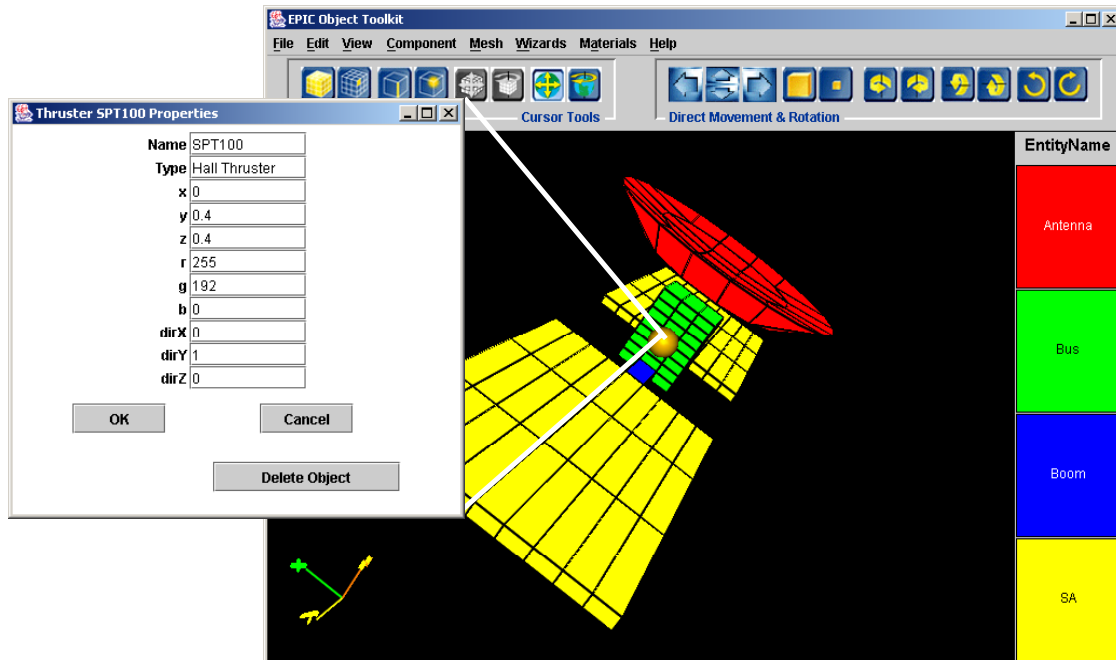 EPIC Object Toolkit
File Edit View Component Mesh Wizards Materials Help
Cursor Tools
Direct Movement & Rotation
Thruster SPT100 Properties
Name SPT100
Type Hall Thruster
x 0
y 0.4
z 0.4
r 255
g 192
b 0
dirX 0
dirY 1
dirZ 0
OK Cancel
Delete Object
EntityName
Antenna
Bus
Boom
SA